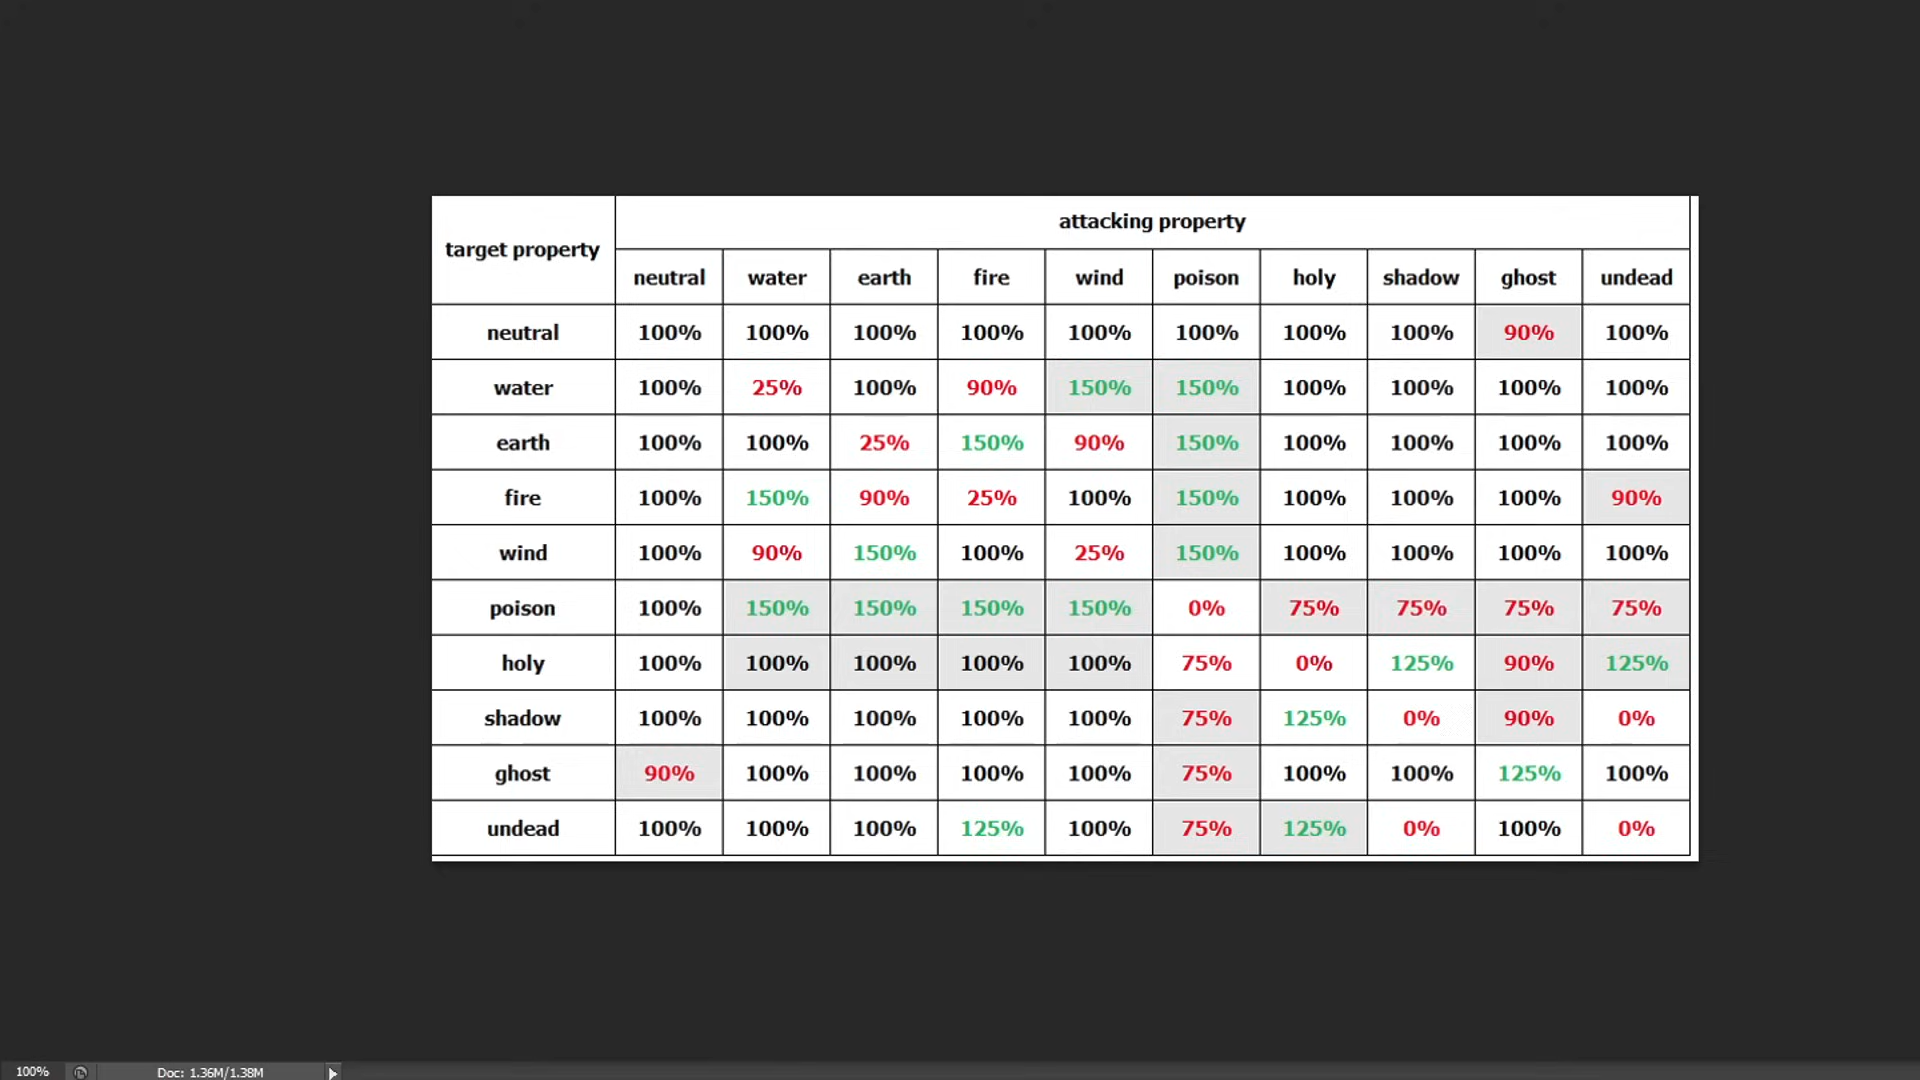 attacking property
target property
neutral water earth fire wind poison holy shadow ghost undead
neutral 100% 100% 100% 100% 100% 100% 100% 100% 90% 100%
water 100% 25% 100% 90% 150% 150% 100% 100% 100% 100%
earth 100% 100% 25% 150% 90% 150% 100% 100% 100% 100%
fire 100% 150% 90% 25% 100% 150% 100% 100% 100% 90%
wind 100% 90% 150% 100% 25% 150% 100% 100% 100% 100%
poison 100% 150% 150% 150% 150% 0% 75% 75% 75% 75%
holy 100% 100% 100% 100% 100% 75% 0% 125% 90% 125%
shadow 100% 100% 100% 100% 100% 75% 125% 0% 90% 0%
ghost 90% 100% 100% 100% 100% 75% 100% 100% 125% 100%
undead 100% 100% 100% 125% 100% 75% 125% 0% 100% 0%
100% Doc: 1.36M/1.38M